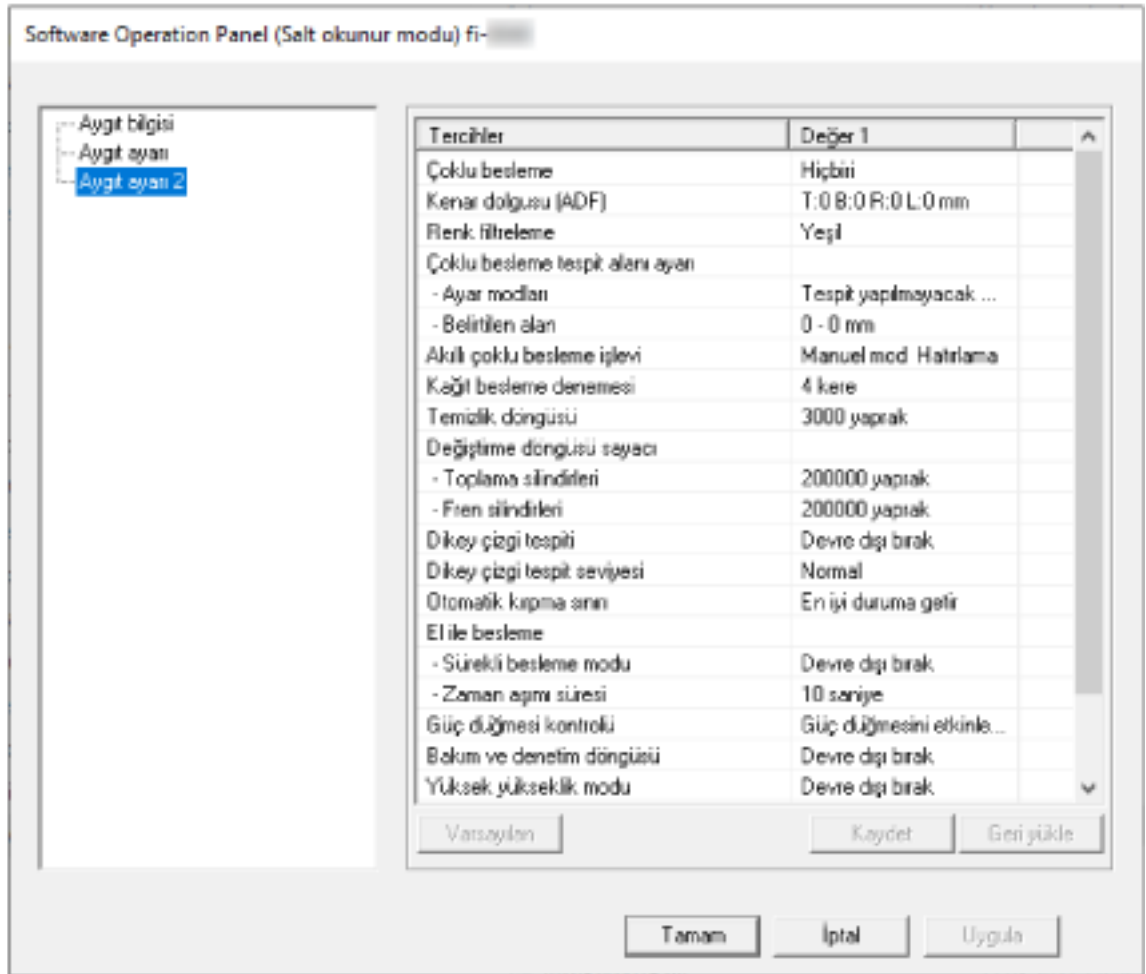 Software Operation Panel (Salt okunur modu) fi-
Aygıt bilgisi
Aygıt ayarı
Aygıt ayarı 2
Tercihler Değer 1
Çoklu besleme Hiçbiri
Kenar dolgusu (ADF) T:0 B:0 R:0 L:0 mm
Renk filtreleme Yeşil
Çoklu besleme tespit alanı ayarı
- Ayar modları Tespit yapılmayacak ...
- Belirtilen alan 0 - 0 mm
Akıllı çoklu besleme işlevi Manuel mod Hatırlama
Kağıt besleme denemesi 4 kere
Temizlik döngüsü 3000 yaprak
Değiştirme döngüsü sayacı
- Toplama silindirleri 200000 yaprak
- Fren silindirleri 200000 yaprak
Dikey çizgi tespiti Devre dışı bırak
Dikey çizgi tespit seviyesi Normal
Otomatik kırpma sınırı En iyi duruma getir
El ile besleme
- Sürekli besleme modu Devre dışı bırak
- Zaman aşımı süresi 10 saniye
Güç düğmesi kontrolü Güç düğmesini etkinle...
Bakım ve denetim döngüsü Devre dışı bırak
Yüksek yükseklik modu Devre dışı bırak
Varsayılan Kaydet Geri yükle
Tamam İptal Uygula